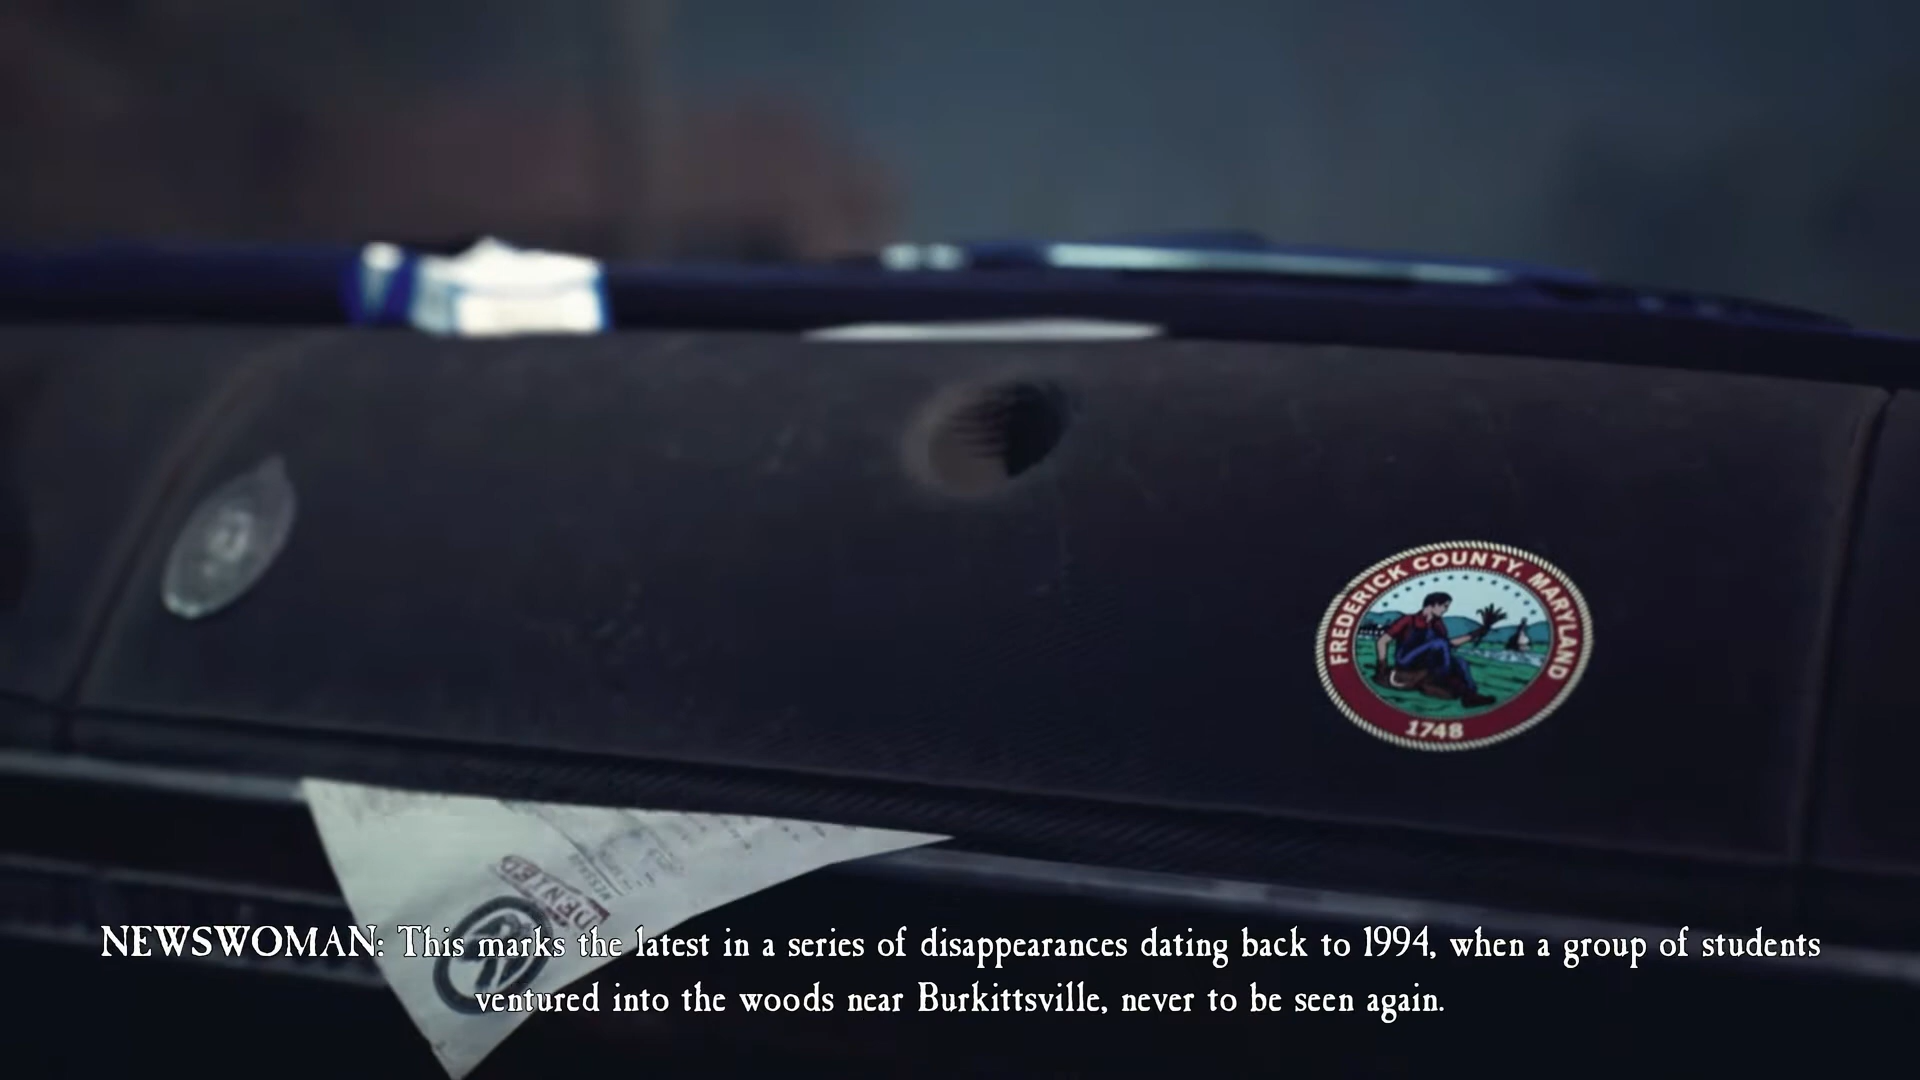 FREDERICK COUNTY, MARYLAND
1748
DENIED
NEWSWOMAN: This marks the latest in a series of disappearances dating back to 1994, when a group of students
ventured into the woods near Burkittsville, never to be seen again.